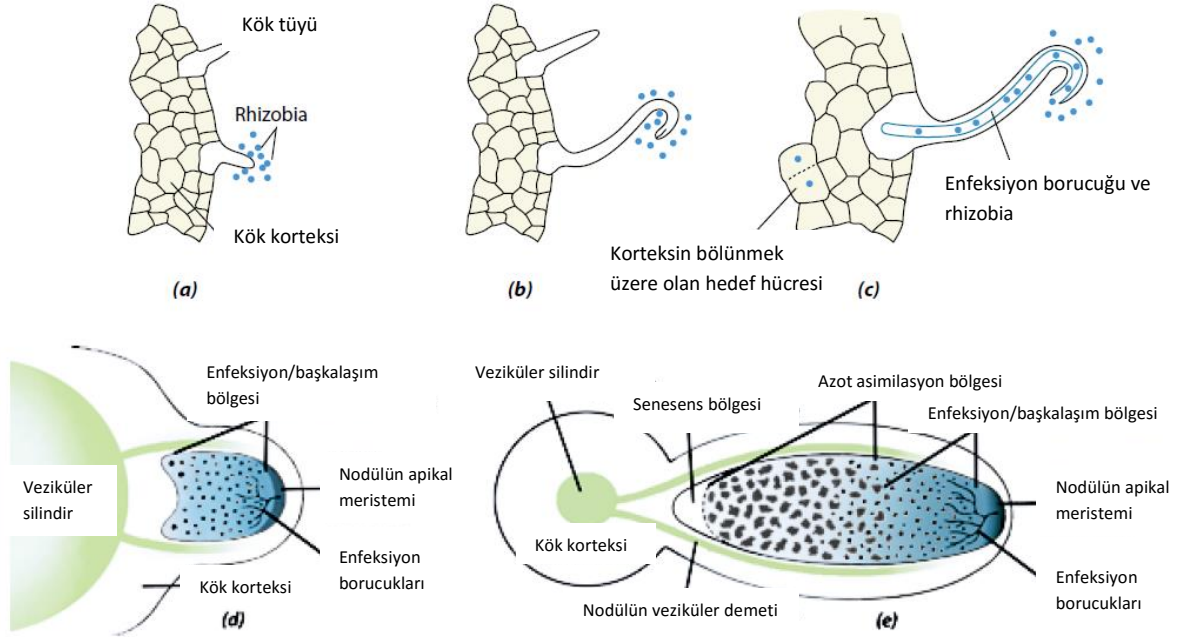 Kök tüyü
Rhizobia
Kök korteksi
(a)
(b)
Enfeksiyon borucuğu ve
rhizobia
Korteksin bölünmek
üzere olan hedef hücresi
(c)
Enfeksiyon/başkalaşım
bölgesi
Veziküler
silindir
Nodülün apikal
meristemi
Enfeksiyon
borucukları
Kök korteksi
(d)
Veziküler silindir
Senesens bölgesi
Azot asimilasyon bölgesi
Enfeksiyon/başkalaşım bölgesi
Nodülün apikal
meristemi
Kök korteksi
Enfeksiyon
borucukları
Nodülün veziküler demeti
(e)